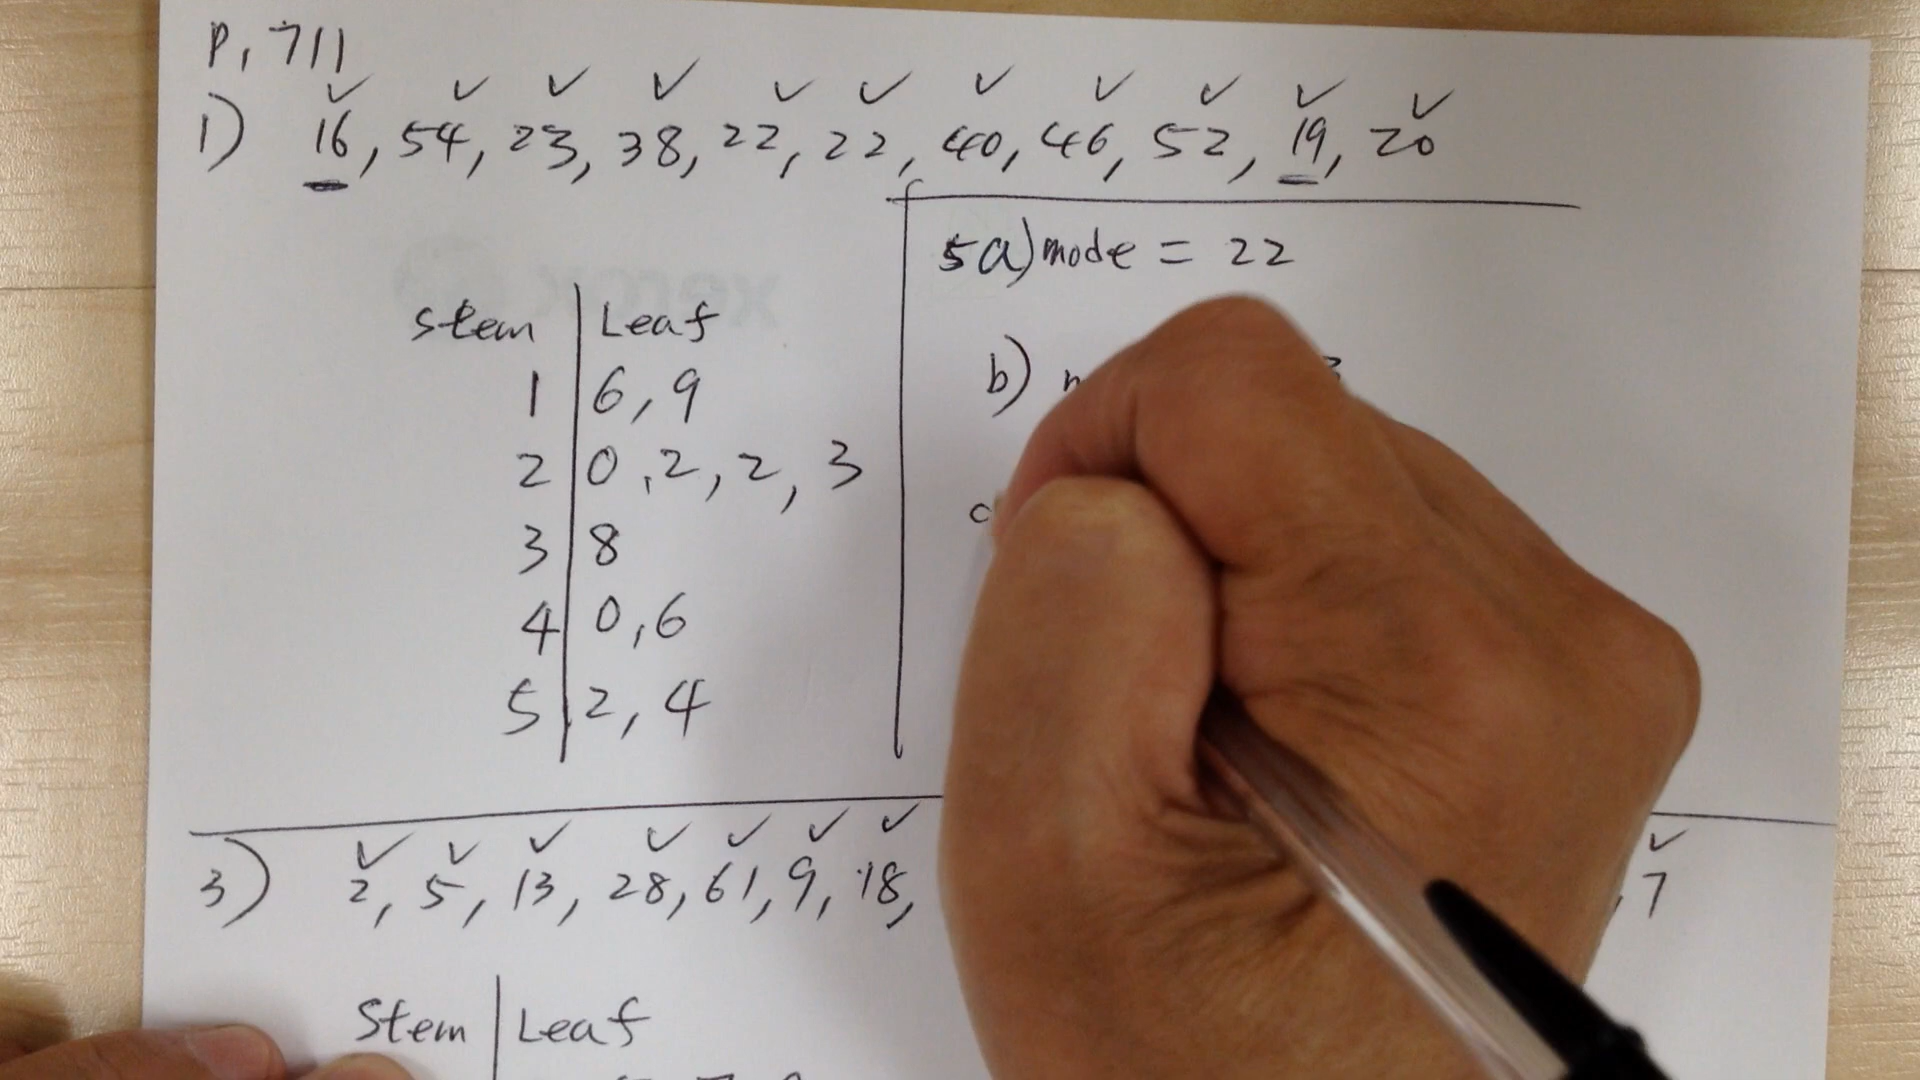 P. 711
1) 16, 54, 23, 38, 22, 22, 40, 46, 52, 19, 20
5a) mode = 22
b)
Stem | Leaf
1 | 6, 9
2 | 0, 2, 2, 3
3 | 8
4 | 0, 6
5 | 2, 4
3) 2, 5, 13, 28, 61, 9, 18, , 7
Stem | Leaf